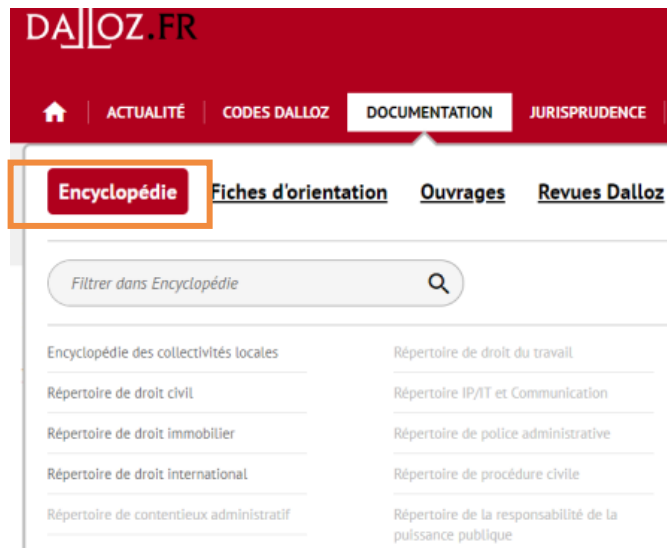 DALLOZ.FR
ACTUALITÉ CODES DALLOZ DOCUMENTATION JURISPRUDENCE
Encyclopédie Fiches d'orientation Ouvrages Revues Dalloz
Filtrer dans Encyclopédie
Encyclopédie des collectivités locales
Répertoire de droit civil
Répertoire de droit immobilier
Répertoire de droit international
Répertoire de contentieux administratif
Répertoire de droit du travail
Répertoire IP/IT et Communication
Répertoire de police administrative
Répertoire de procédure civile
Répertoire de la responsabilité de la
puissance publique